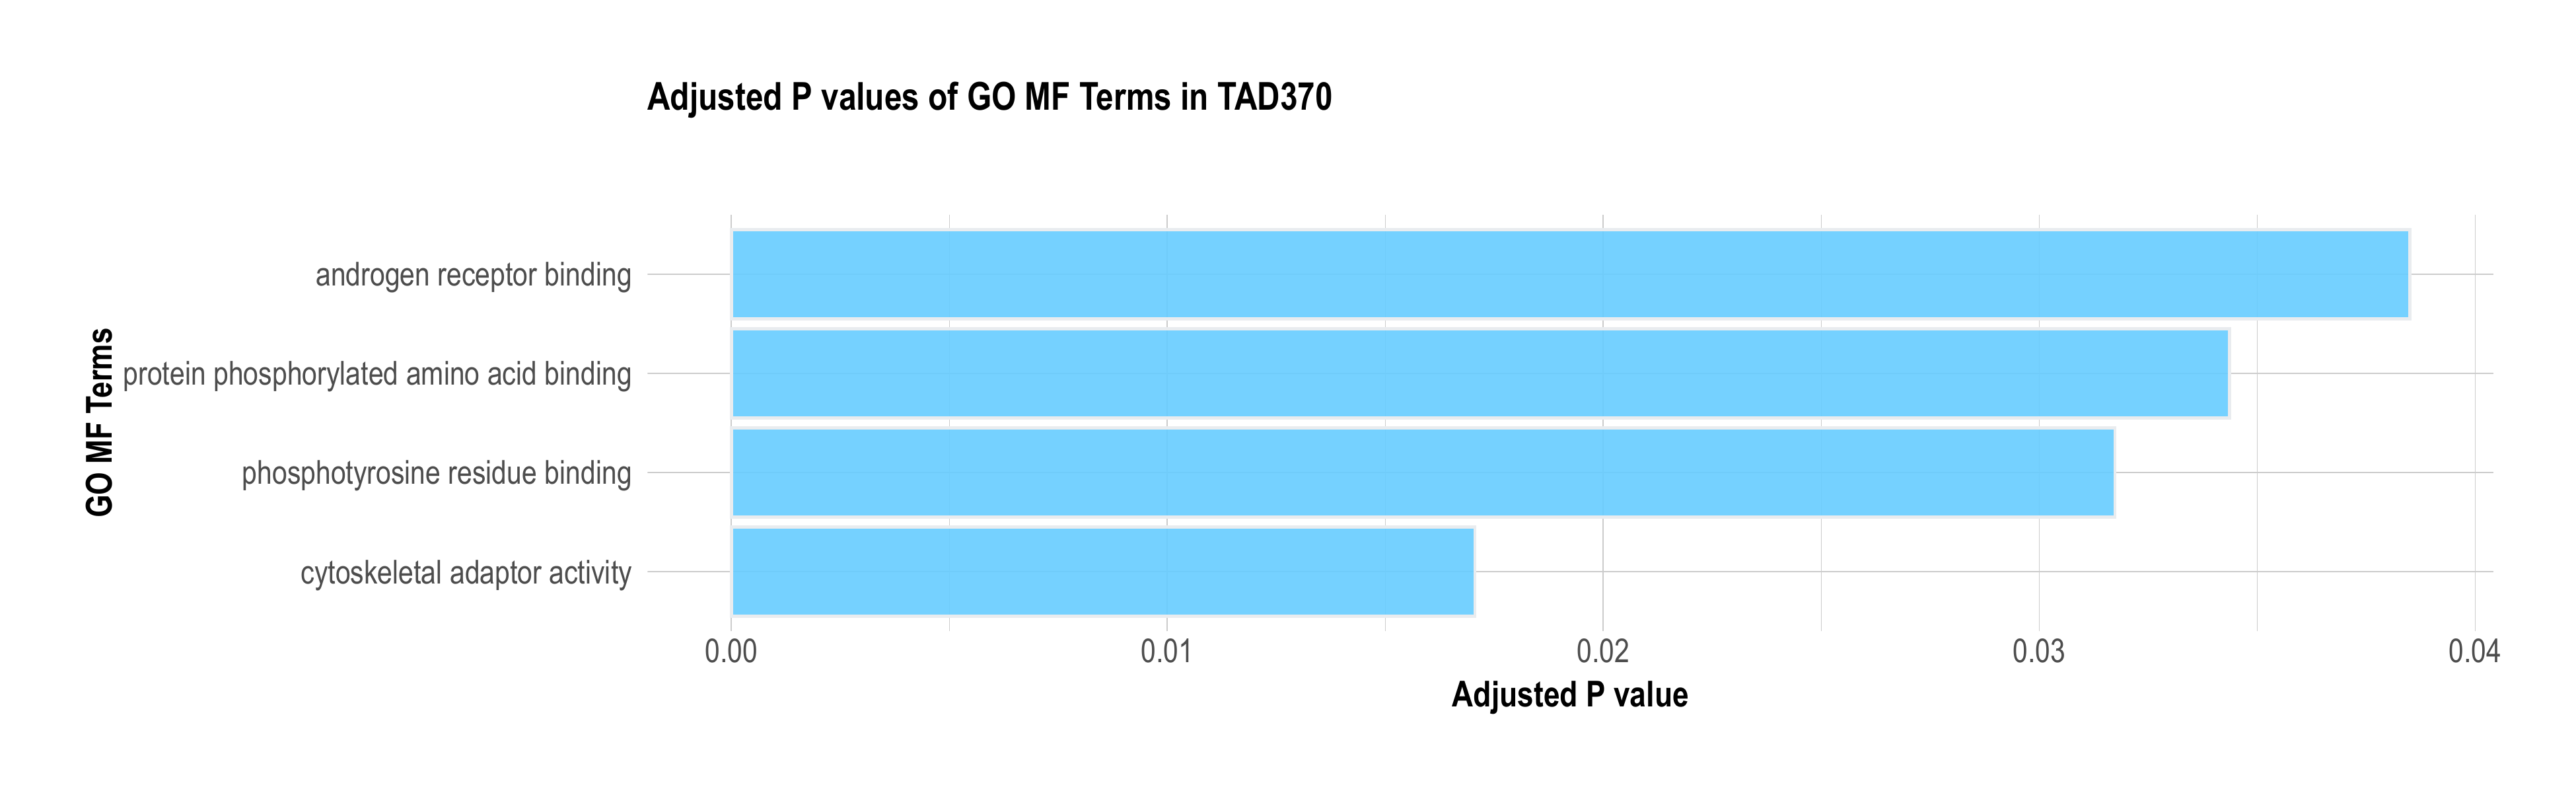 Adjusted P values of GO MF Terms in TAD370
GO MF Terms
androgen receptor binding
protein phosphorylated amino acid binding
phosphotyrosine residue binding
cytoskeletal adaptor activity
0.00 0.01 0.02 0.03 0.04
Adjusted P value